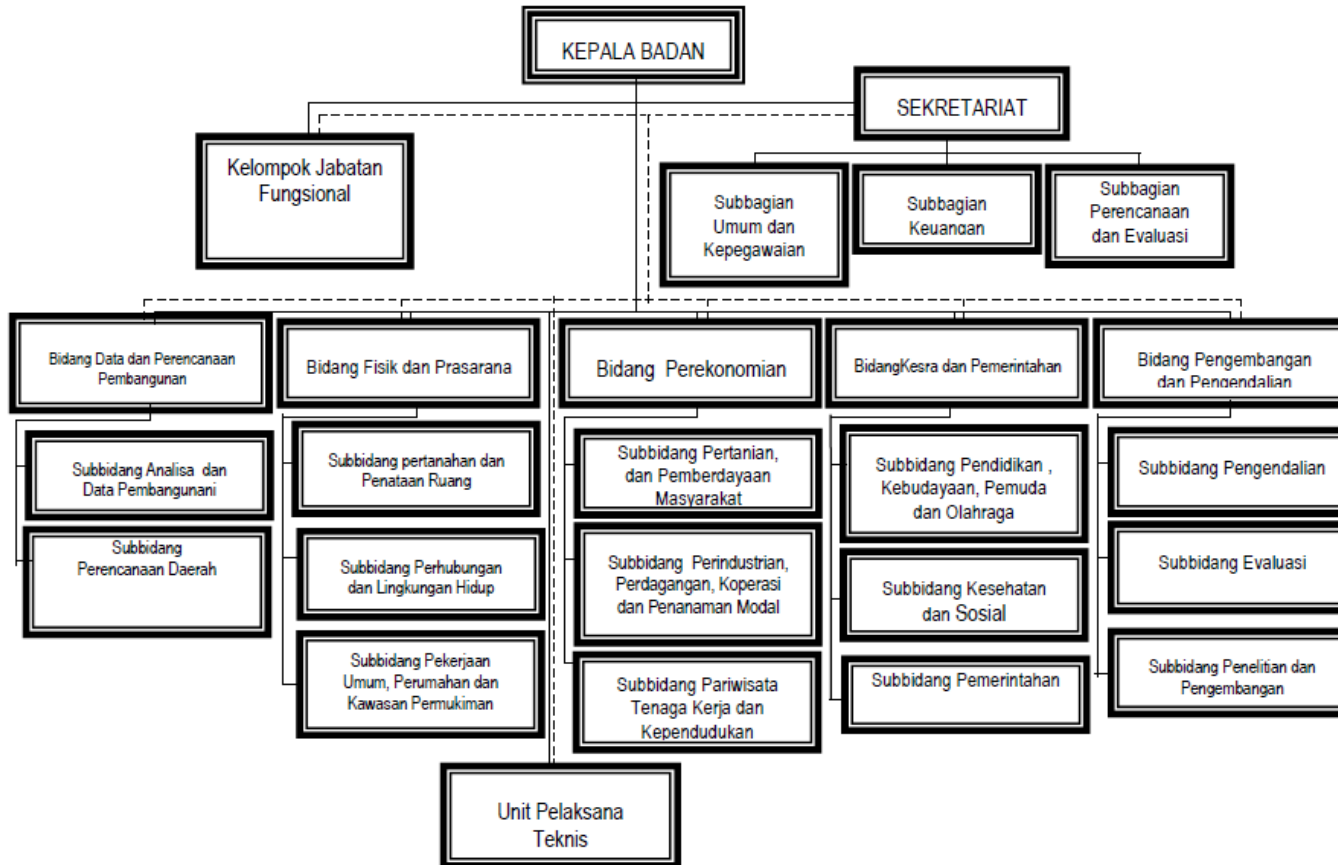 KEPALA BADAN
SEKRETARIAT
Kelompok Jabatan
Fungsional
Subbagian
Umum dan
Kepegawaian
Subbagian
Keuangan
Subbagian
Perencanaan
dan Evaluasi
Bidang Data dan Perencanaan
Pembangunan
Bidang Fisik dan Prasarana
Bidang Perekonomian
BidangKesra dan Pemerintahan
Bidang Pengembangan
dan Pengendalian
Subbidang Analisa dan
Data Pembangunani
Subbidang
Perencanaan Daerah
Subbidang pertanahan dan
Penataan Ruang
Subbidang Perhubungan
dan Lingkungan Hidup
Subbidang Pekerjaan
Umum, Perumahan dan
Kawasan Permukiman
Subbidang Pertanian,
dan Pemberdayaan
Masyarakat
Subbidang Perindustrian,
Perdagangan, Koperasi
dan Penanaman Modal
Subbidang Pariwisata
Tenaga Kerja dan
Kependudukan
Subbidang Pendidikan ,
Kebudayaan, Pemuda
dan Olahraga
Subbidang Kesehatan
dan Sosial
Subbidang Pemerintahan
Subbidang Pengendalian
Subbidang Evaluasi
Subbidang Penelitian dan
Pengembangan
Unit Pelaksana
Teknis